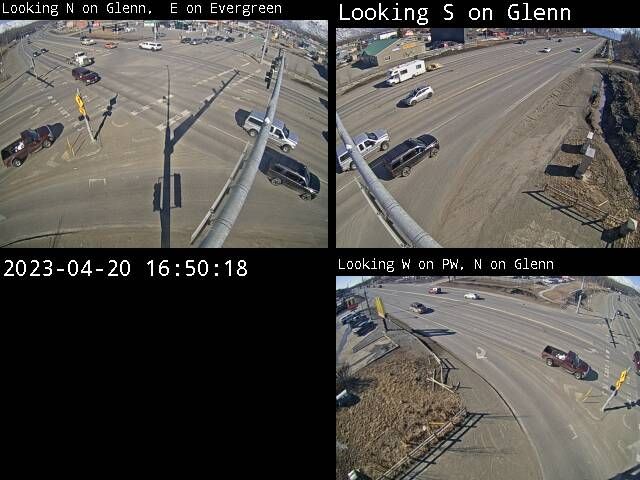 Looking N on Glenn,  E on Evergreen
Looking S on Glenn
2023-04-20 16:50:18
Looking W on PW, N on Glenn